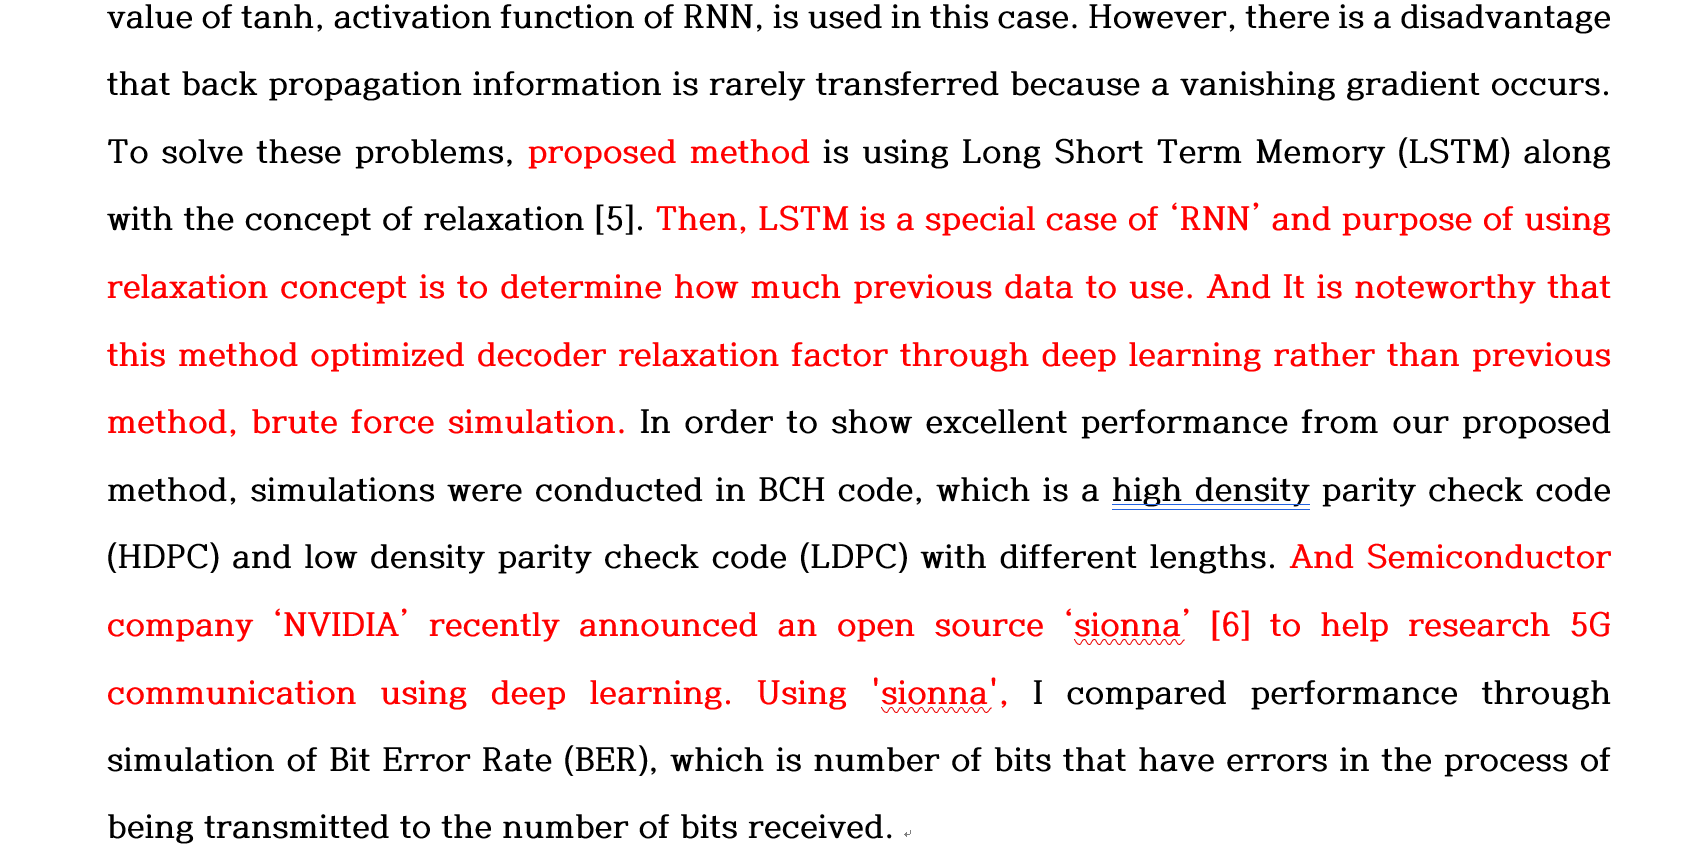 value of tanh, activation function of RNN, is used in this case. However, there is a disadvantage
that back propagation information is rarely transferred because a vanishing gradient occurs.
To solve these problems, proposed method is using Long Short Term Memory (LSTM) along
with the concept of relaxation [5]. Then, LSTM is a special case of ‘RNN’ and purpose of using
relaxation concept is to determine how much previous data to use. And It is noteworthy that
this method optimized decoder relaxation factor through deep learning rather than previous
method, brute force simulation. In order to show excellent performance from our proposed
method, simulations were conducted in BCH code, which is a high density parity check code
(HDPC) and low density parity check code (LDPC) with different lengths. And Semiconductor
company ‘NVIDIA’ recently announced an open source ‘sionna’ [6] to help research 5G
communication using deep learning. Using 'sionna', I compared performance through
simulation of Bit Error Rate (BER), which is number of bits that have errors in the process of
being transmitted to the number of bits received.